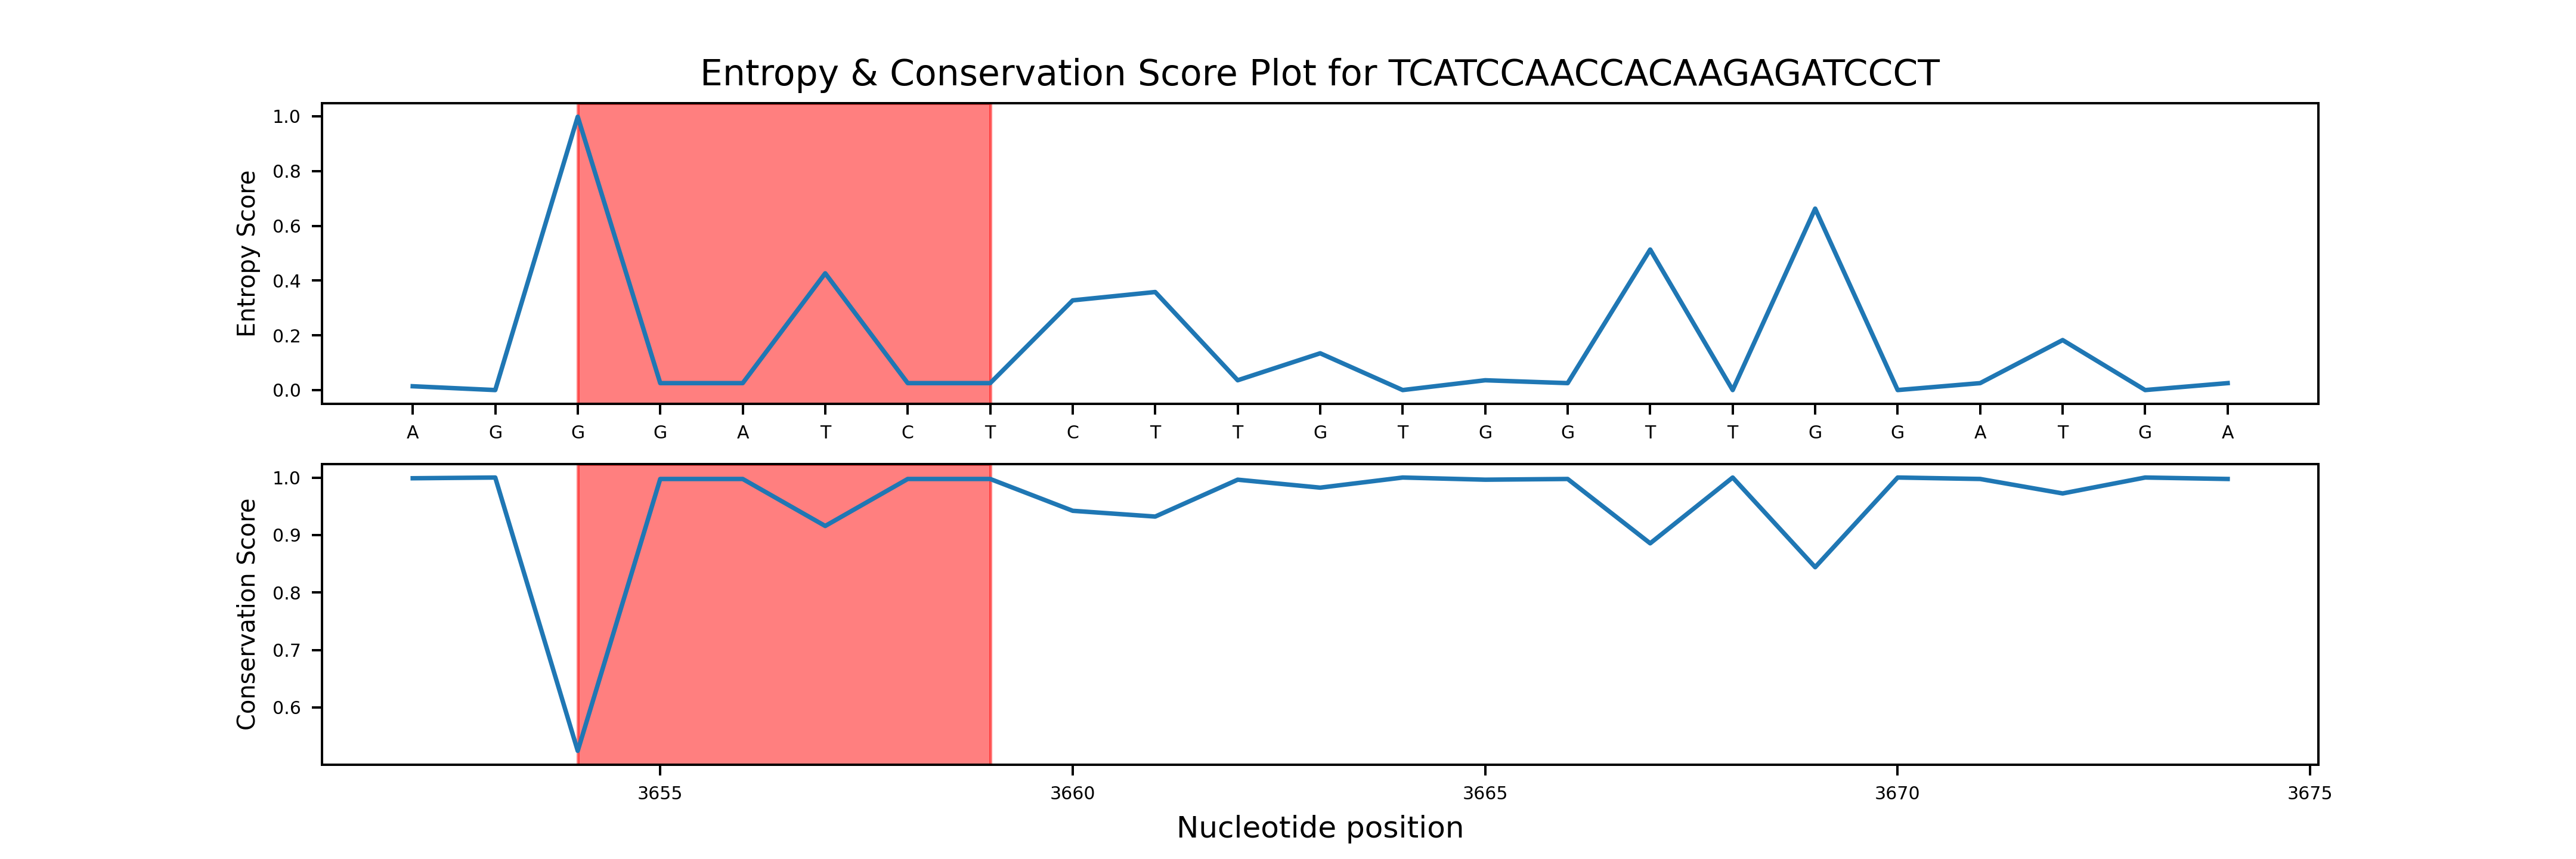 Entropy & Conservation Score Plot for TCATCCAACCACAAGAGATCCCT
Entropy Score
1.0
0.8
0.6
0.4
0.2
0.0
A G G G A T C T C T T G T G G T T G G A T G A
Conservation Score
1.0
0.9
0.8
0.7
0.6
3655 3660 3665 3670 3675
Nucleotide position